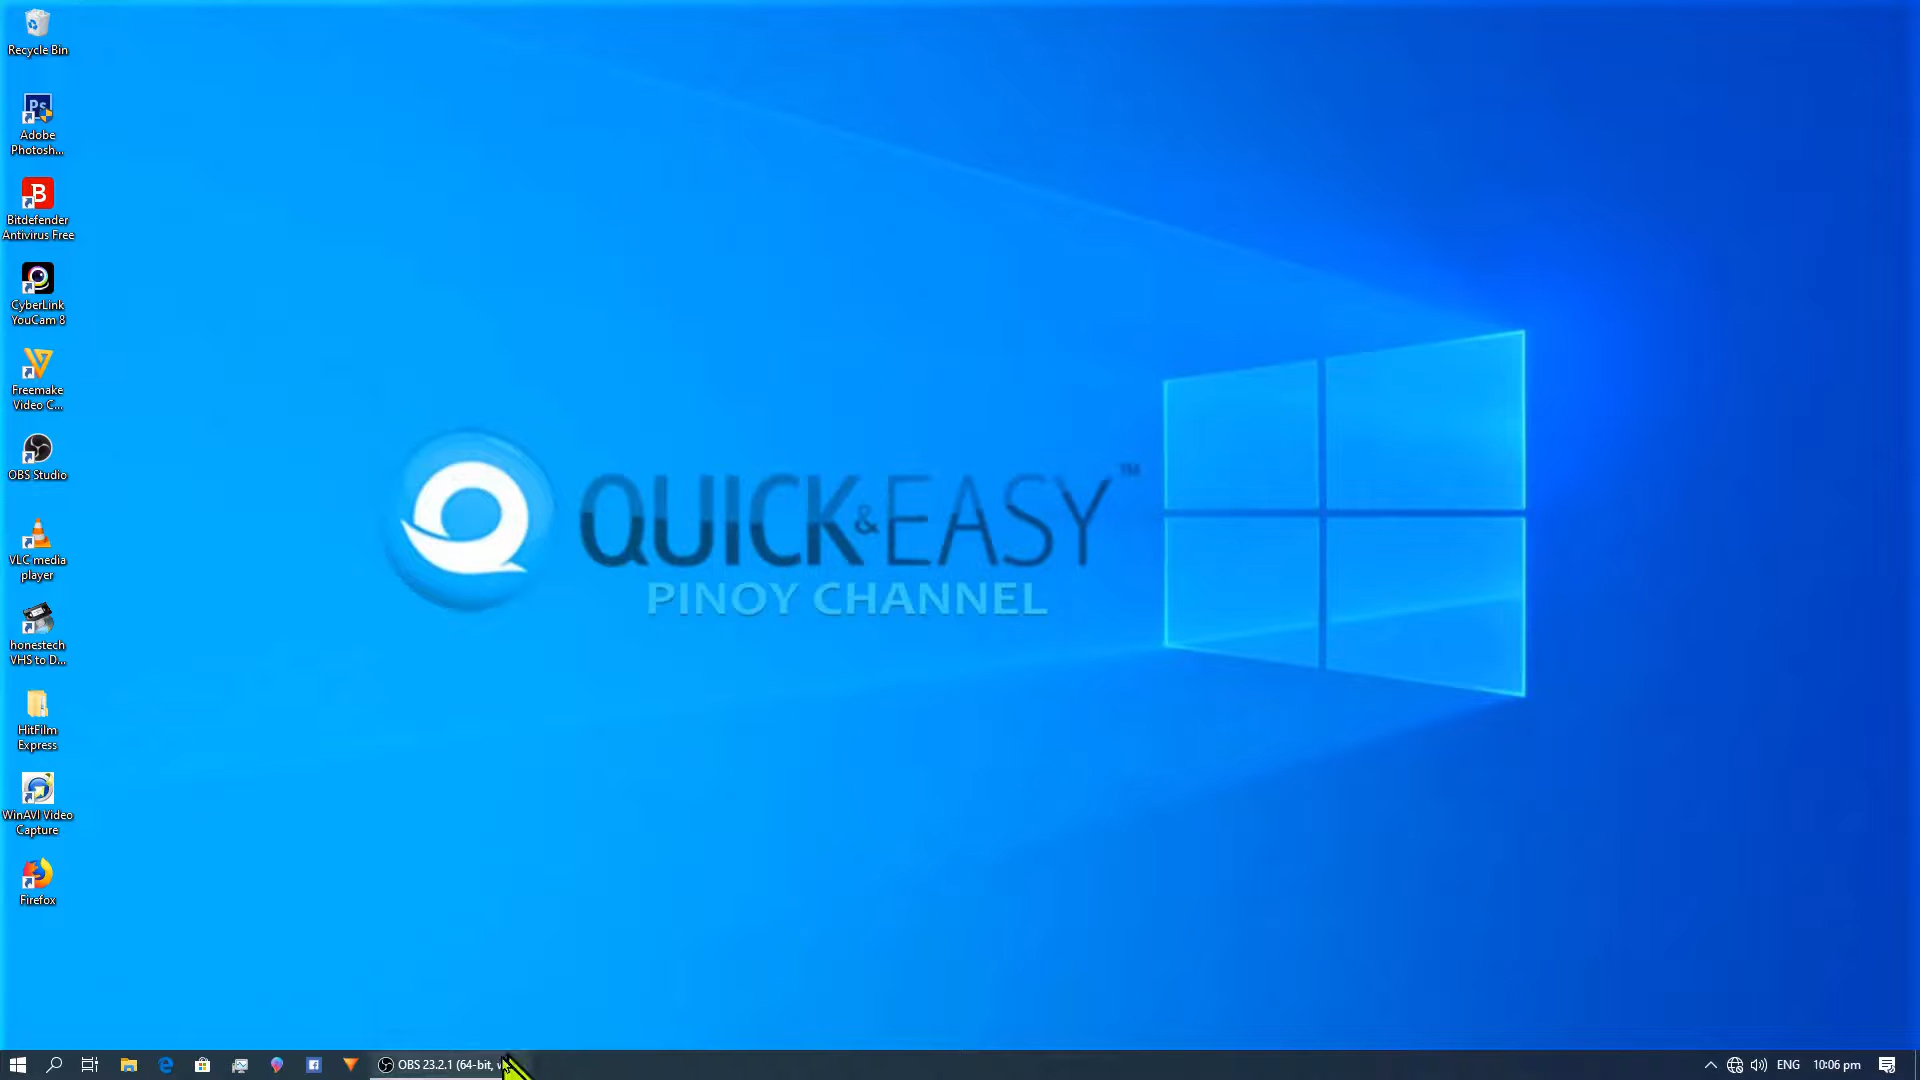 Recycle Bin
Ps
Adobe
Photosh...
B
Bitdefender
Antivirus Free
CyberLink
YouCam 8
Freemake
Video C...
OBS Studio
VLC media
player
honestech
VHS to D...
HitFilm
Express
WinAVI Video
Capture
Firefox
QUICK&EASY™
PINOY CHANNEL
OBS 23.2.1 (64-bit,
ENG
10:06 pm